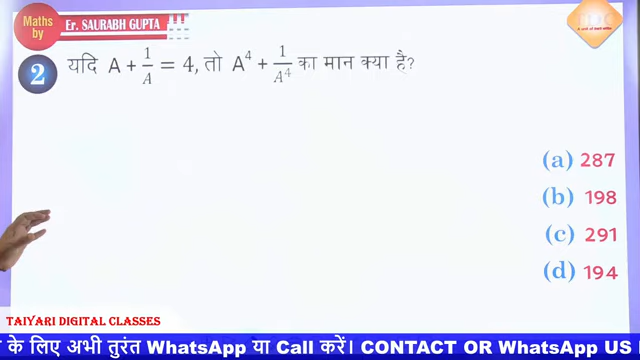 Maths
by
Er. SAURABH GUPTA
2
यदि A + 1/A = 4, तो A⁴ + 1/A⁴ का मान क्या है?
(a) 287
(b) 198
(c) 291
(d) 194
TAIYARI DIGITAL CLASSES
के लिए अभी तुरंत WhatsApp या Call करें। CONTACT OR WhatsApp US